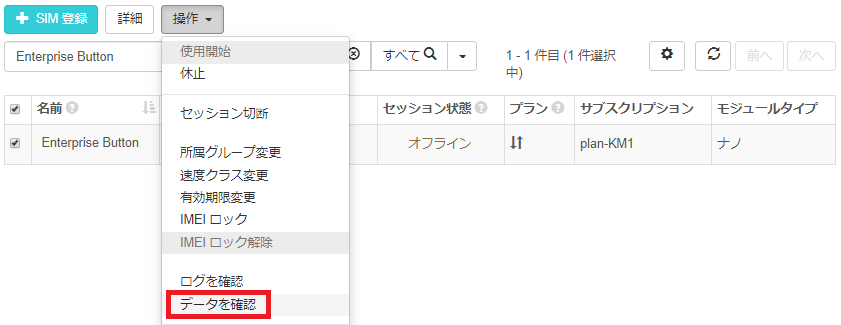 SIM 登録
詳細
操作
Enterprise Button
すべて
1 - 1 件目 (1 件選択
中)
前へ
次へ
名前
セッション状態
プラン
サブスクリプション
モジュールタイプ
Enterprise Button
オフライン
plan-KM1
ナノ
使用開始
休止
セッション切断
所属グループ変更
速度クラス変更
有効期限変更
IMEI ロック
IMEI ロック解除
ログを確認
データを確認